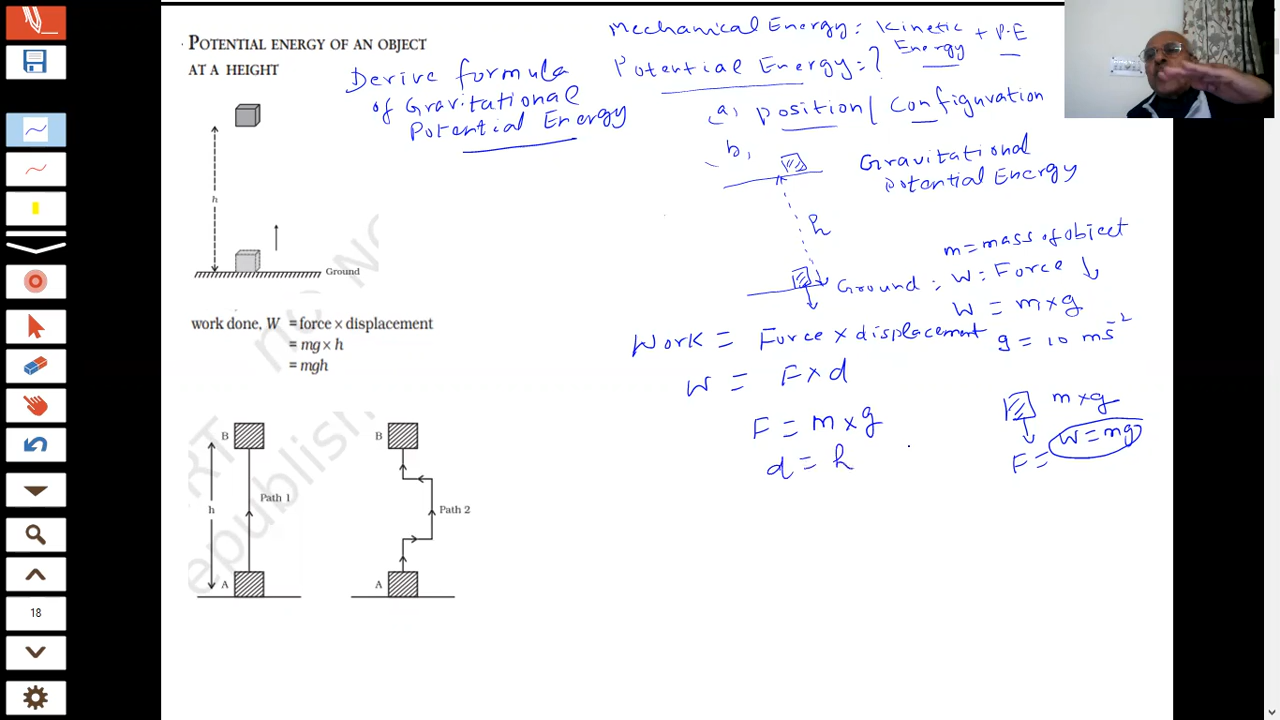 POTENTIAL ENERGY OF AN OBJECT
AT A HEIGHT
h
Ground
work done, W = force × displacement
= mg × h
= mgh
B
h
Path 1
A
B
Path 2
A
NO
republish
Derive formula
of Gravitational
Potential Energy
Mechanical Energy = Kinetic Energy + P.E
Potential Energy = ?
(a) position / Configuration
(b)
Gravitational
Potential Energy
h
Ground :
m = mass of object
W = Force ↓
W = m × g
g = 10 ms⁻²
Work = Force × displacement
W = F × d
F = m × g
d = h
m × g
W = mg
F =
18